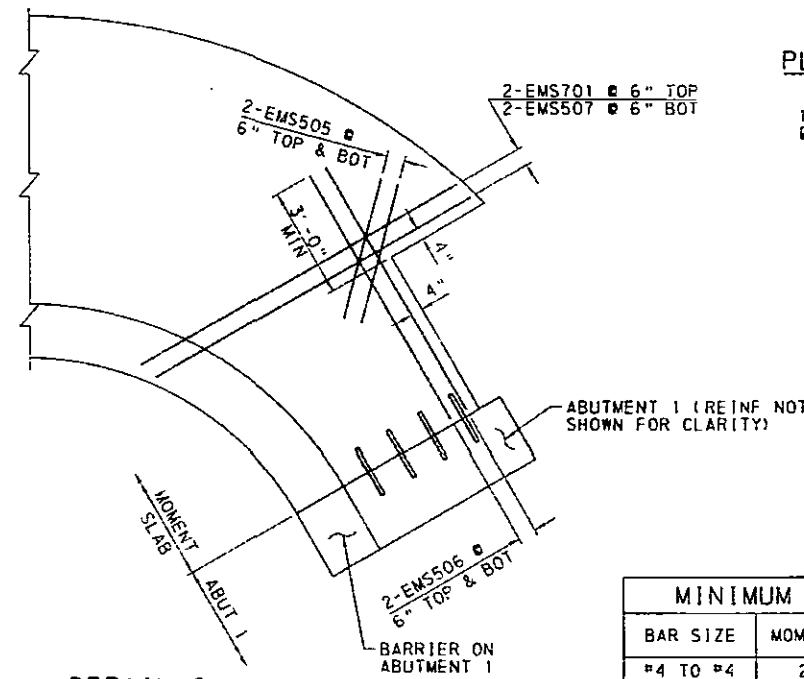 PL
2-EMS701 @ 6" TOP
2-EMS507 @ 6" BOT
2-EMS505 @
6" TOP & BOT
3'-0"
MIN
4"
4"
ABUTMENT 1 (REINF NOT
SHOWN FOR CLARITY)
MOMENT
SLAB
ABUT 1
2-EMS506 @
6" TOP & BOT
BARRIER ON
ABUTMENT 1
MINIMUM
BAR SIZE
MOM
#4 TO #4
2